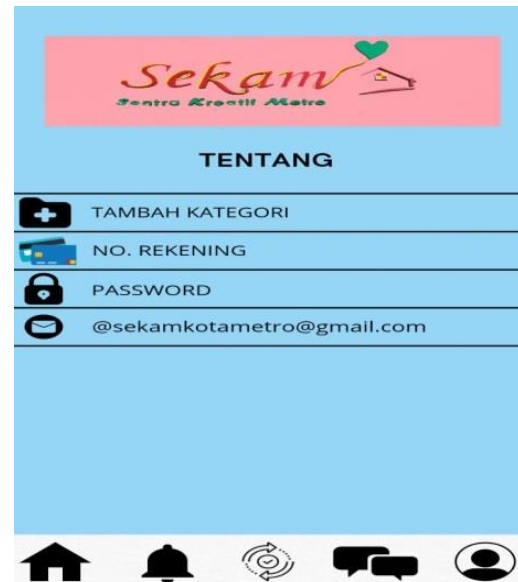 Sekam
Sentra Kreatif Metro
TENTANG
TAMBAH KATEGORI
NO. REKENING
PASSWORD
@sekamkotametro@gmail.com